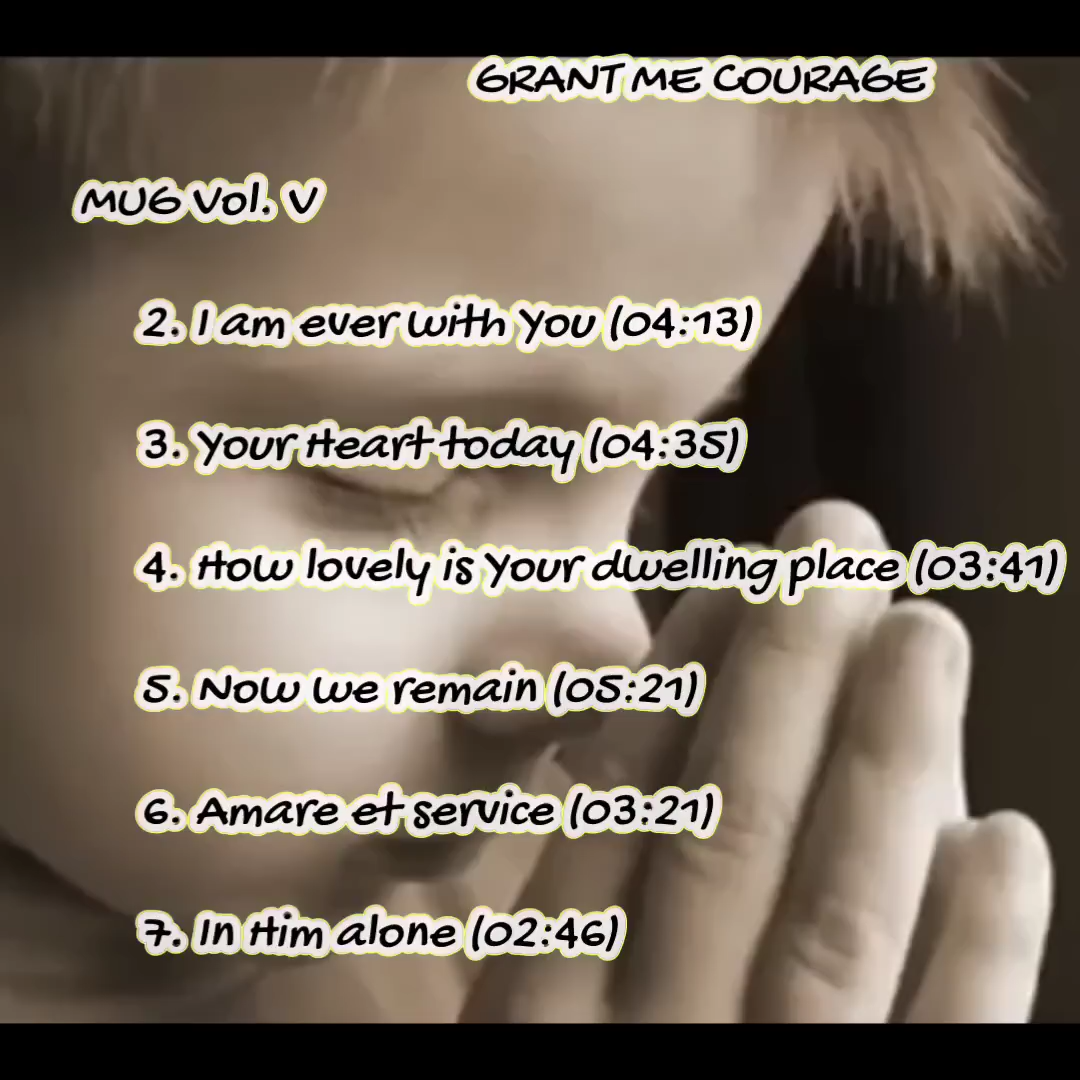 GRANT ME COURAGE
MUG Vol. V
2. I am ever with You (04:13)
3. Your Heart today (04:35)
4. How lovely is Your dwelling place (03:41)
5. Now we remain (05:21)
6. Amare et service (03:21)
7. In Him alone (02:46)